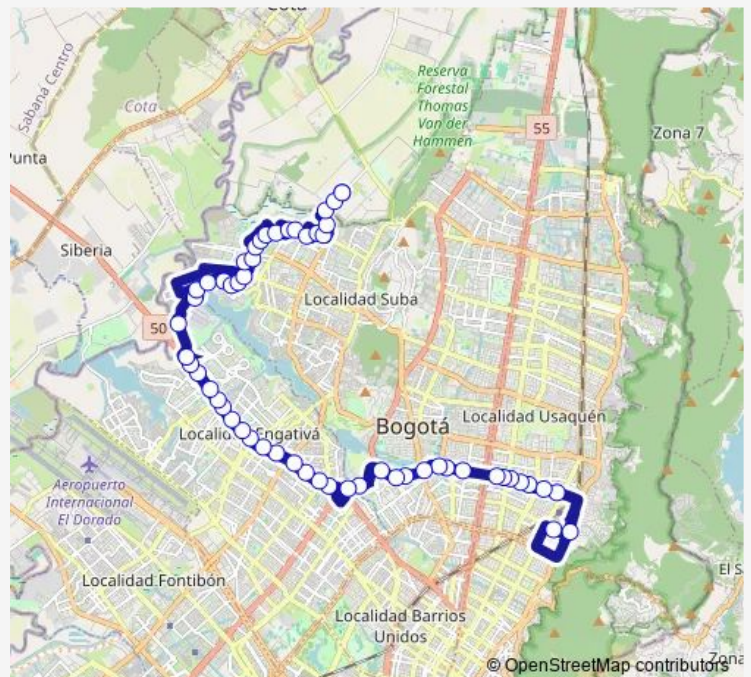 Cota
Sabana Centro
Cota
Reserva
Forestal
Thomas
Van der
Hammen
55
Zona 7
Punta
Siberia
Localidad Suba
50
Localidad Usaquén
Bogotá
Localidad Engativá
Aeropuerto
Internacional
El Dorado
Localidad Fontibón
El S
Localidad Barrios
Unidos
Zona
© OpenStreetMap contributors